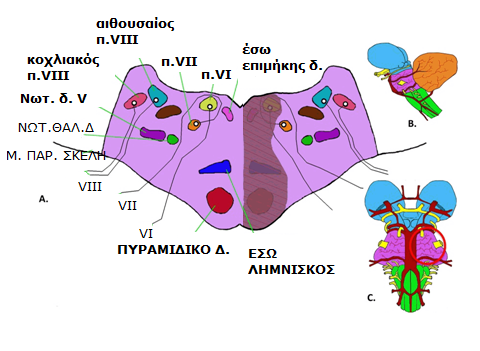 αιθουσαίος
π.VIII
κοχλιακός
π.VIII
π.VII
π.VI
έσω
επιμήκης δ.
Νωτ. δ. V
ΝΩΤ.ΘΑΛ.Δ
Μ. ΠΑΡ. ΣΚΕΛΗ
VIII
VII
VI
A.
ΠΥΡΑΜΙΔΙΚΟ Δ.
ΕΣΩ
ΛΗΜΝΙΣΚΟΣ
B.
C.